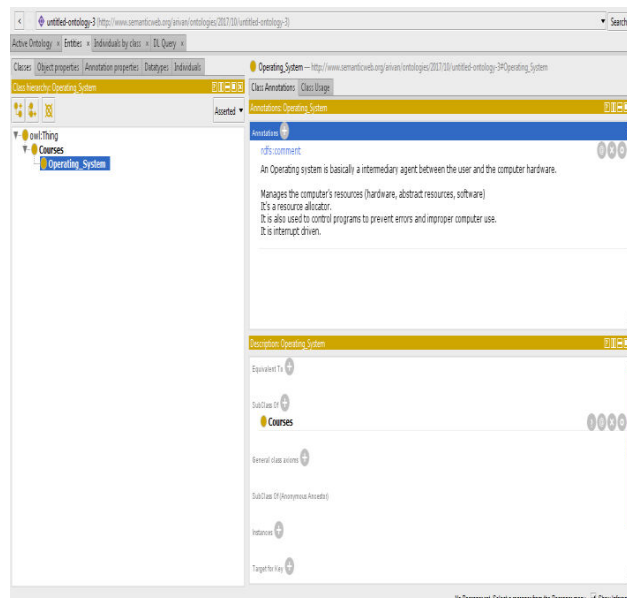 untitled-ontology-3 (http://www.semanticweb.org/arivan/ontologies/2017/10/untitled-ontology-3)
Search
Active Ontology × Entities × Individuals by class × DL Query ×
Classes Object properties Annotation properties Datatypes Individuals
Class hierarchy: Operating_System
Asserted
owl:Thing
Courses
Operating_System
Operating_System — http://www.semanticweb.org/arivan/ontologies/2017/10/untitled-ontology-3#Operating_System
Class Annotations Class Usage
Annotations: Operating_System
Annotations
rdfs:comment
An Operating system is basically a intermediary agent between the user and the computer hardware.
Manages the computer's resources (hardware, abstract resources, software)
It's a resource allocator.
It is also used to control programs to prevent errors and improper computer use.
It is interrupt driven.
Description: Operating_System
Equivalent To
SubClass Of
Courses
General class axioms
SubClass Of (Anonymous Ancestor)
Instances
Target for Key